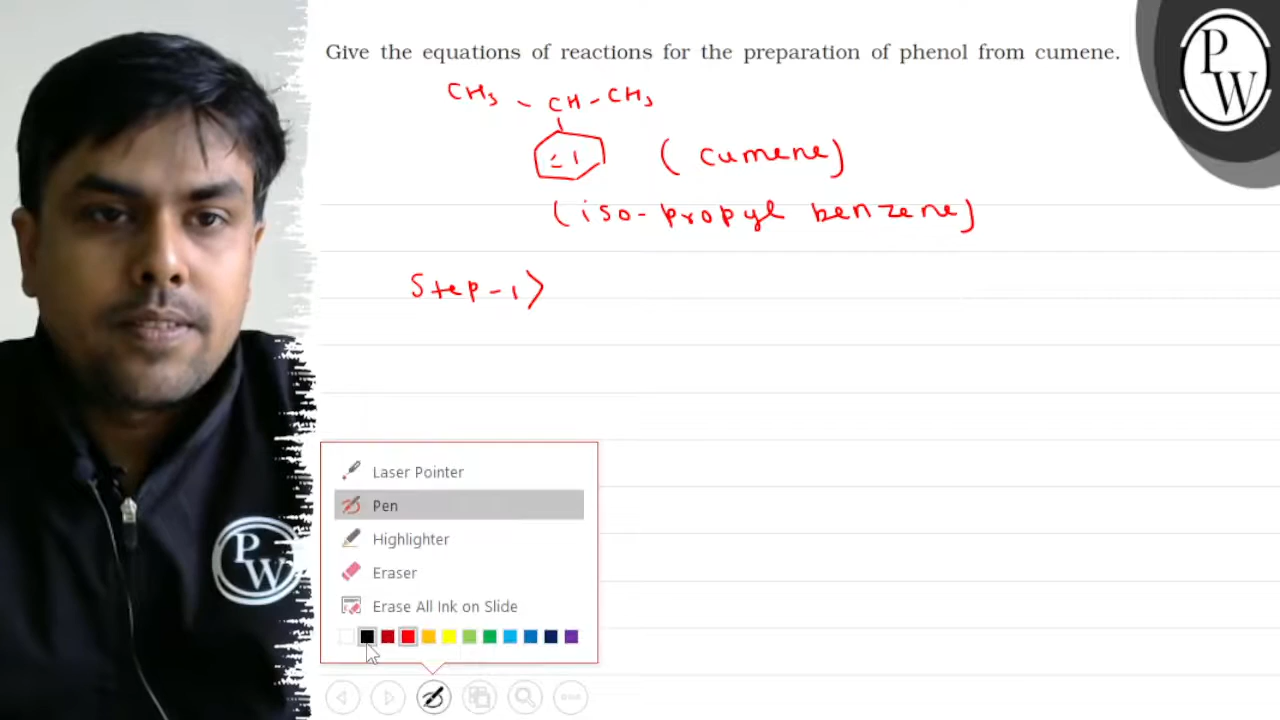 Give the equations of reactions for the preparation of phenol from cumene.
CH3 - CH - CH3
(cumene)
(iso-propyl benzene)
Step-1>
Laser Pointer
Pen
Highlighter
Eraser
Erase All Ink on Slide
P W
P W